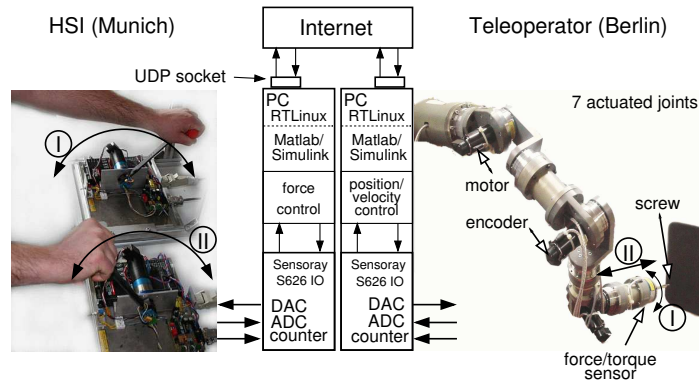 HSI (Munich)
Internet
Teleoperator (Berlin)
UDP socket
PC
RTLinux
Matlab/
Simulink
force
control
Sensoray
S626 IO
DAC
ADC
counter
PC
RTLinux
Matlab/
Simulink
position/
velocity
control
Sensoray
S626 IO
DAC
ADC
counter
I
II
7 actuated joints
motor
encoder
screw
II
I
force/torque
sensor